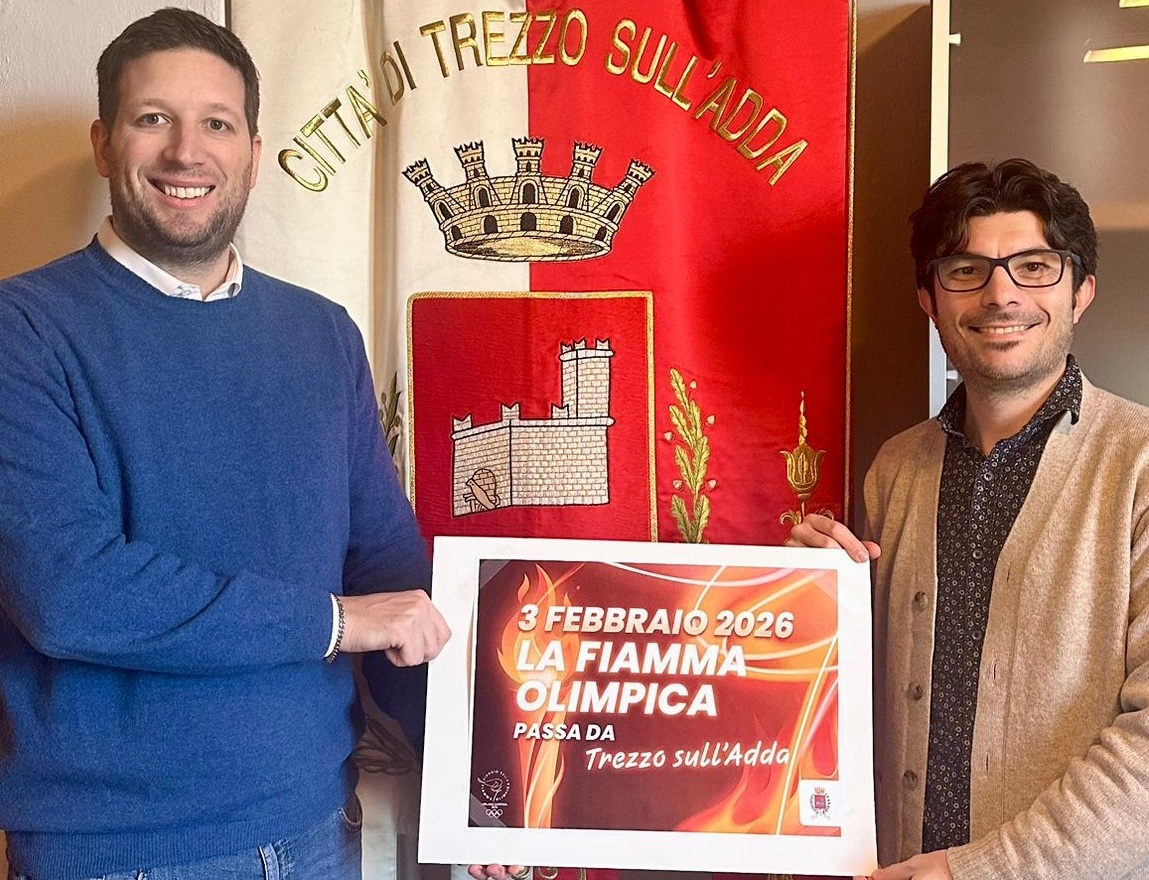 CITTA' DI TREZZO SULL'ADDA
3 FEBBRAIO 2026
LA FIAMMA
OLIMPICA
PASSA DA
Trezzo sull'Adda